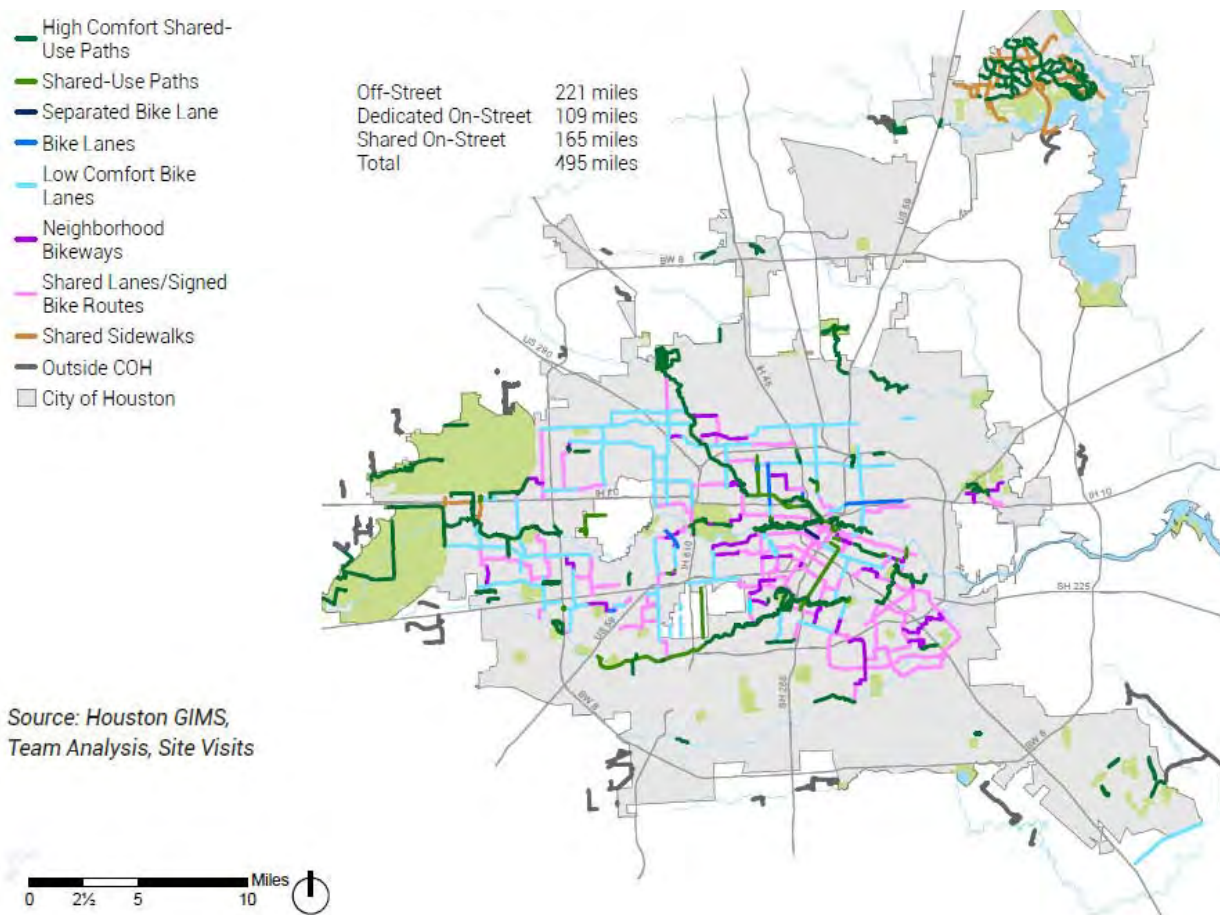 High Comfort Shared-
Use Paths
Shared-Use Paths
Separated Bike Lane
Bike Lanes
Low Comfort Bike
Lanes
Neighborhood
Bikeways
Shared Lanes/Signed
Bike Routes
Shared Sidewalks
Outside COH
City of Houston
Off-Street 221 miles
Dedicated On-Street 109 miles
Shared On-Street 165 miles
Total 495 miles
US 59
BW 8
US 290
IH 45
IH 10
IH 10
IH 610
SH 225
US 59
BW 8
SH 288
BW 8
Source: Houston GIMS,
Team Analysis, Site Visits
Miles
0 2½ 5 10